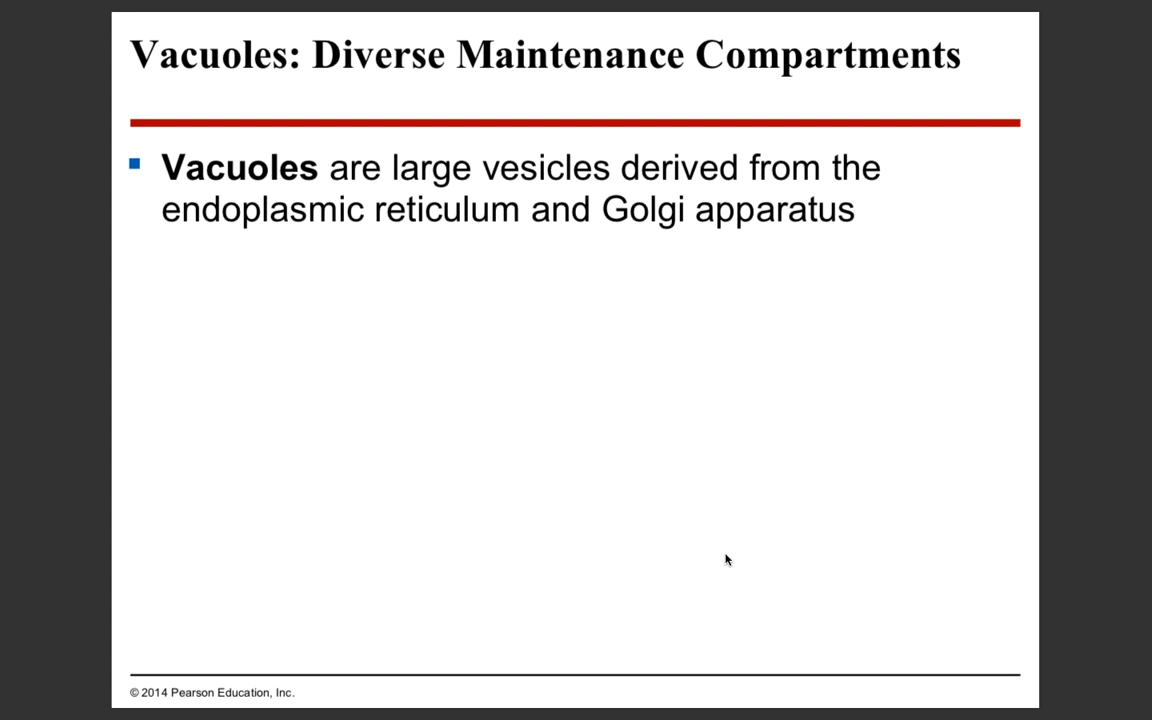 Vacuoles: Diverse Maintenance Compartments
Vacuoles are large vesicles derived from the
endoplasmic reticulum and Golgi apparatus
© 2014 Pearson Education, Inc.